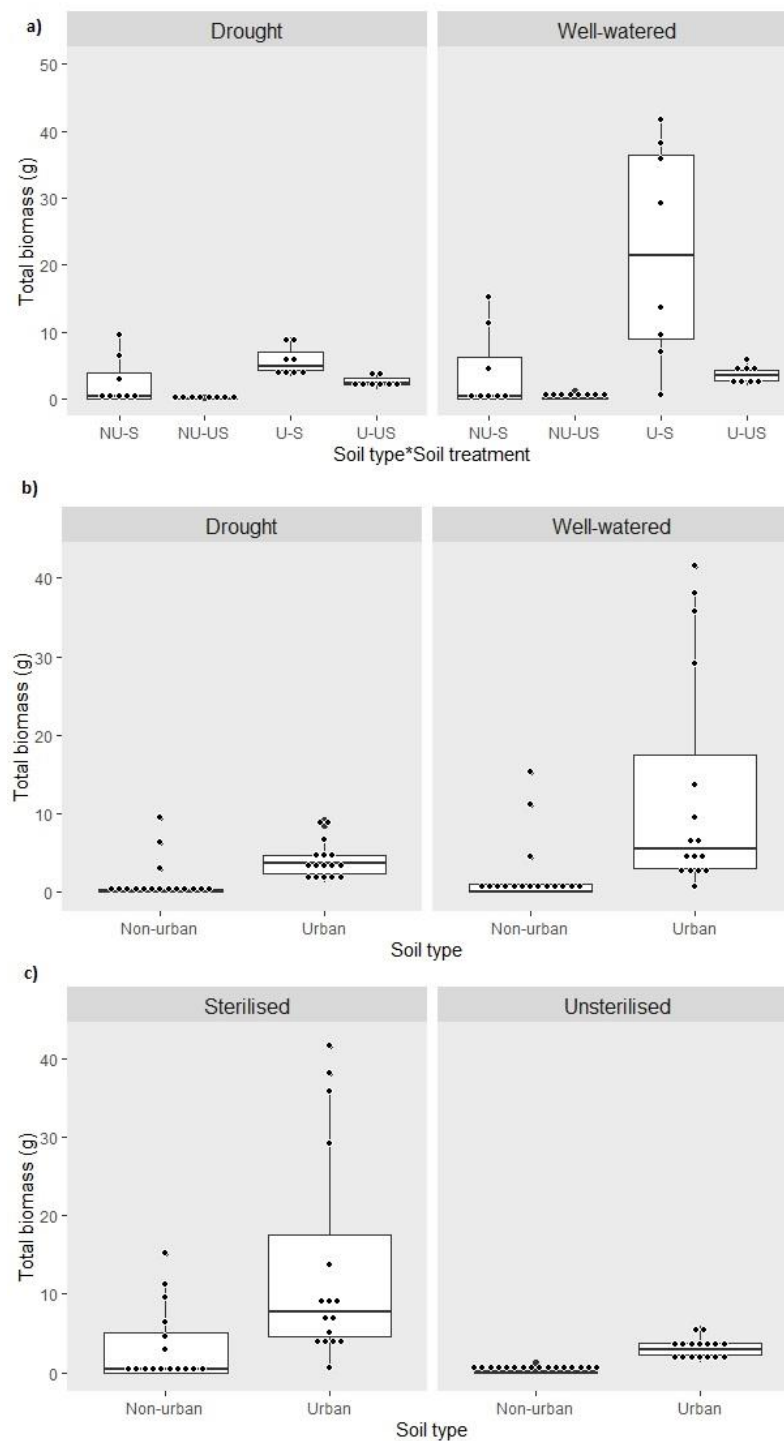 a)
Drought Well-watered
50
40
30
20
10
0
Total biomass (g)
NU-S NU-US U-S U-US NU-S NU-US U-S U-US
Soil type*Soil treatment
b)
Drought Well-watered
40
30
20
10
0
Total biomass (g)
Non-urban Urban Non-urban Urban
Soil type
c)
Sterilised Unsterilised
40
30
20
10
0
Total biomass (g)
Non-urban Urban Non-urban Urban
Soil type